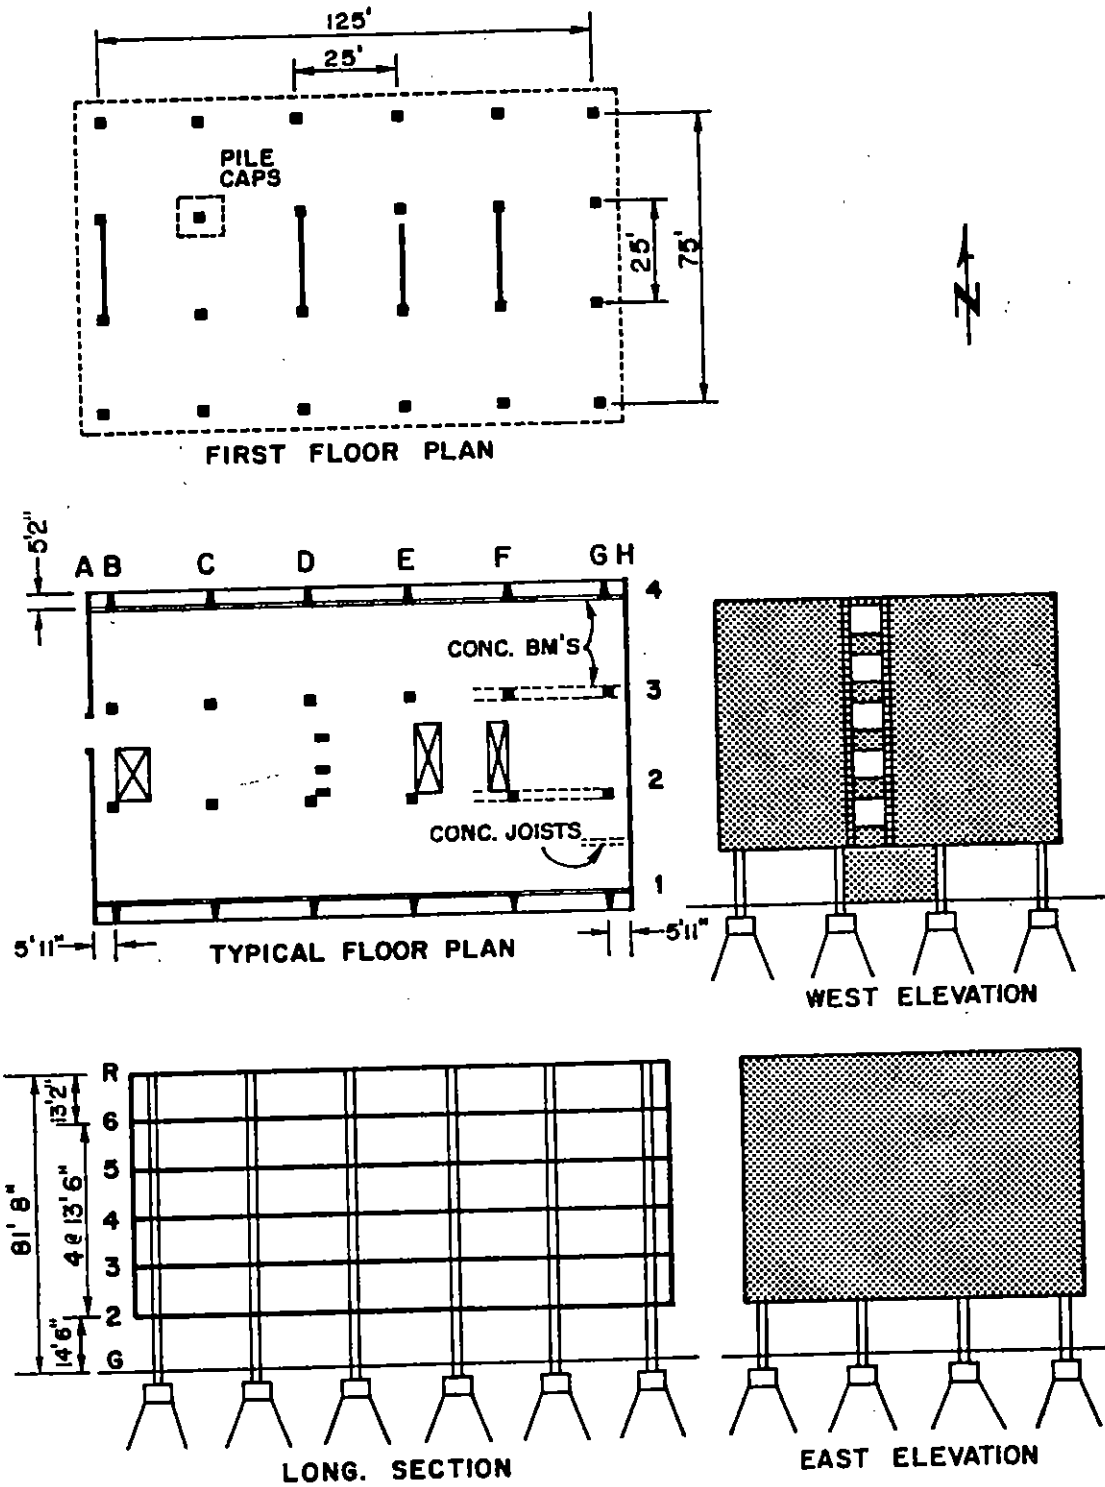 125'
25'
PILE
CAPS
25'
75'
N
FIRST FLOOR PLAN
5'2"
A B C D E F G H
4
CONC. BM'S
3
2
CONC. JOISTS
1
5'11"
5'11"
TYPICAL FLOOR PLAN
WEST ELEVATION
R
13'2"
6
5
81' 8"
4 @ 13'6"
4
3
2
14'6"
G
LONG. SECTION
EAST ELEVATION